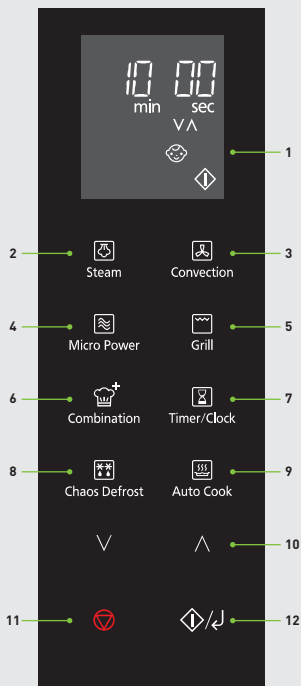 10 00
min sec
1
2 Steam Convection 3
4 Micro Power Grill 5
6 Combination Timer/Clock 7
8 Chaos Defrost Auto Cook 9
10
11 12